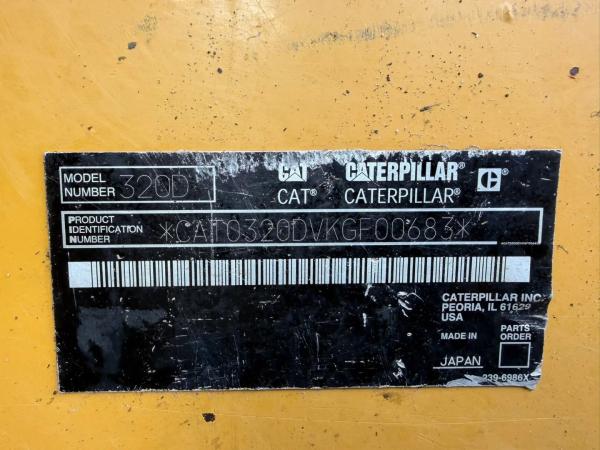 MODEL NUMBER 320D
CAT CATERPILLAR®
CAT® CATERPILLAR®
PRODUCT IDENTIFICATION NUMBER *CAT0320DVKGF00683*
CATERPILLAR INC.
PEORIA, IL 61629
USA
MADE IN
JAPAN
PARTS ORDER
239-6986X